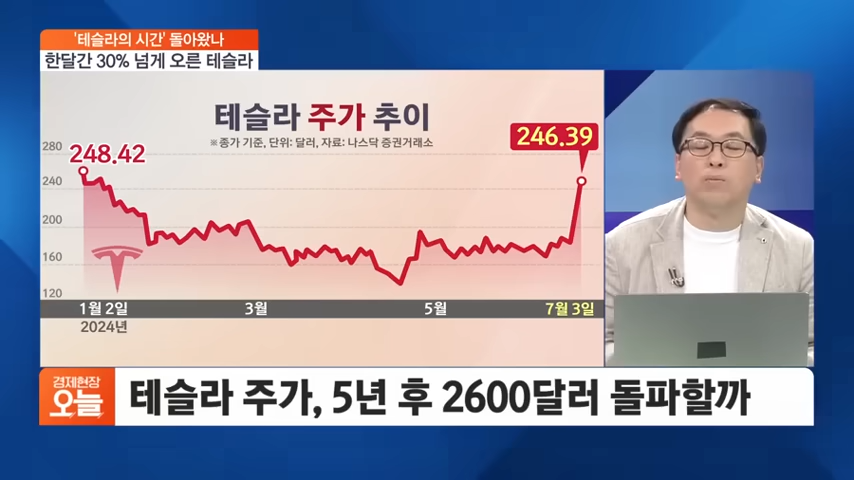 '테슬라의 시간' 돌아왔나
한달간 30% 넘게 오른 테슬라
테슬라 주가 추이
※종가 기준, 단위: 달러, 자료: 나스닥 증권거래소
280
248.42
246.39
240
200
160
120
1월 2일
3월
5월
7월 3일
2024년
경제현장
오늘
테슬라 주가, 5년 후 2600달러 돌파할까